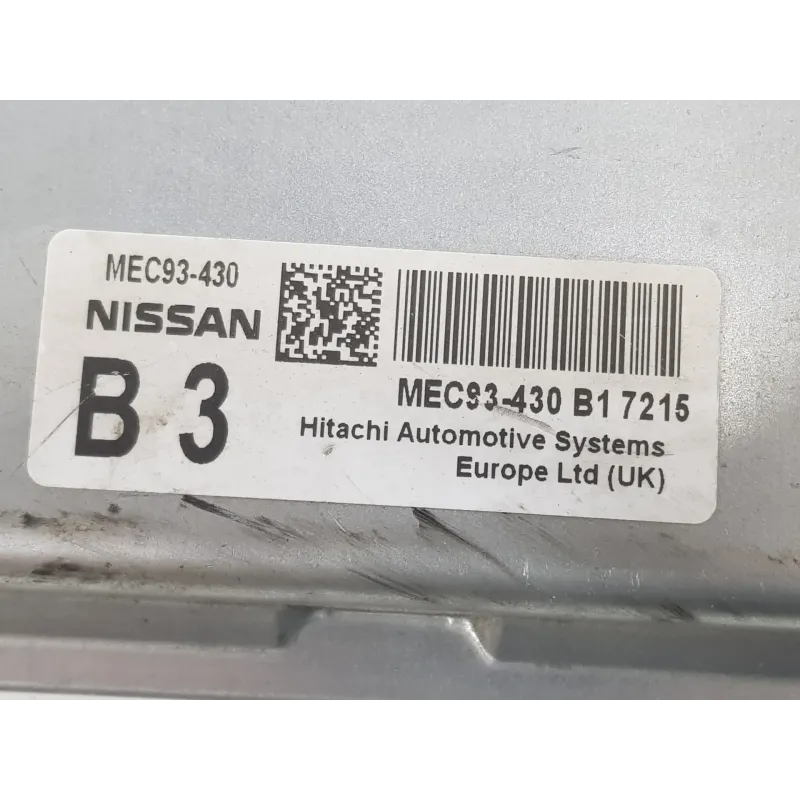 MEC93-430
NISSAN
B 3
MEC93-430 B1 7215
Hitachi Automotive Systems
Europe Ltd (UK)